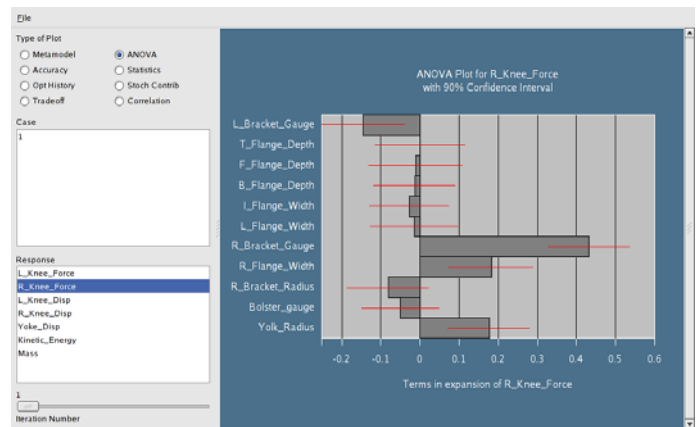 File
Type of Plot
Metamodel
ANOVA
Accuracy
Statistics
Opt History
Stoch Contrib
Tradeoff
Correlation
Case
1
Response
L_Knee_Force
R_Knee_Force
L_Knee_Disp
R_Knee_Disp
Yoke_Disp
Kinetic_Energy
Mass
1
Iteration Number
ANOVA Plot for R_Knee_Force
with 90% Confidence Interval
L_Bracket_Gauge
T_Flange_Depth
F_Flange_Depth
B_Flange_Depth
I_Flange_Width
L_Flange_Width
R_Bracket_Gauge
R_Flange_Width
R_Bracket_Radius
Bolster_gauge
Yolk_Radius
-0.2 -0.1 0 0.1 0.2 0.3 0.4 0.5 0.6
Terms in expansion of R_Knee_Force